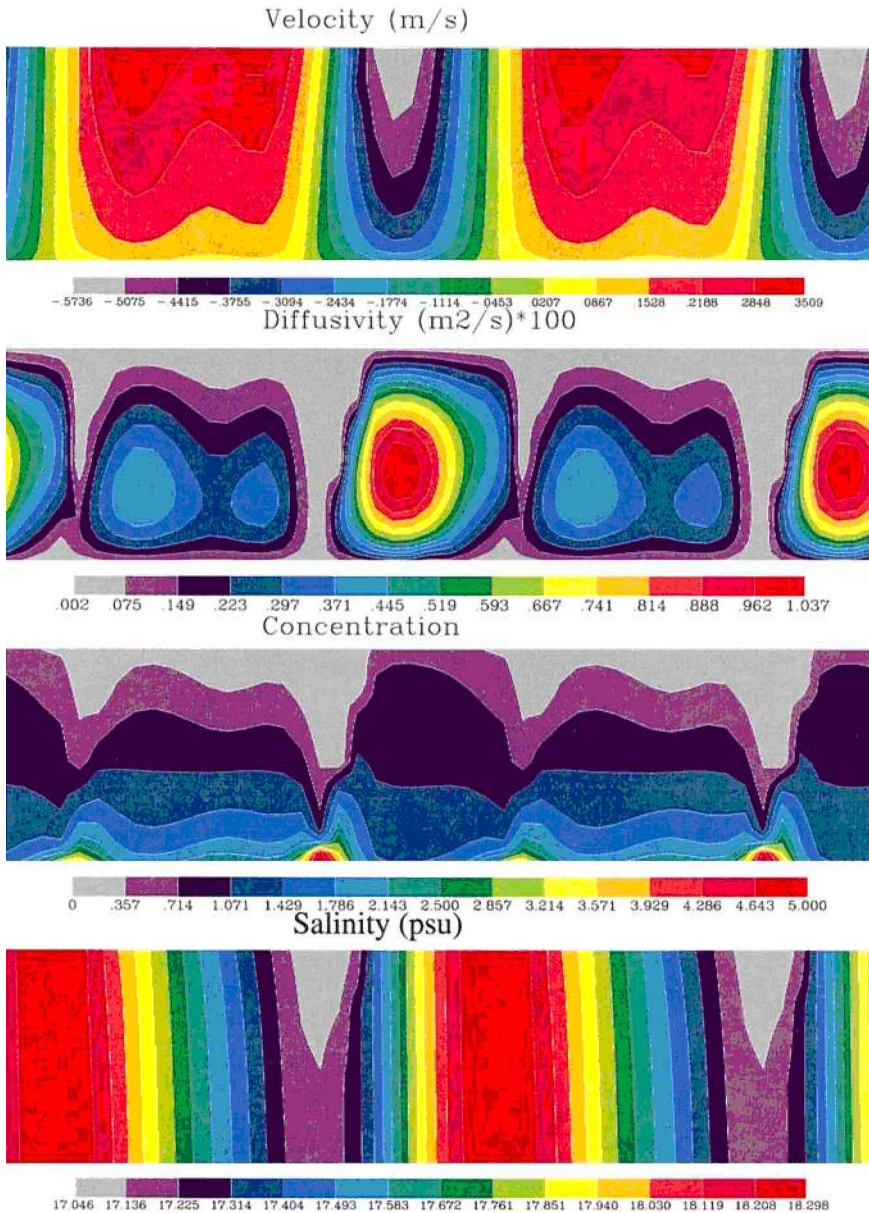 Velocity (m/s)
-.5736 -.5075 -.4415 -.3755 -.3094 -.2434 -.1774 -.1114 -.0453 .0207 .0867 .1528 .2188 .2848 .3509
Diffusivity (m2/s)*100
.002 .075 .149 .223 .297 .371 .445 .519 .593 .667 .741 .814 .888 .962 1.037
Concentration
0 .357 .714 1.071 1.429 1.786 2.143 2.500 2.857 3.214 3.571 3.929 4.286 4.643 5.000
Salinity (psu)
17.046 17.136 17.225 17.314 17.404 17.493 17.583 17.672 17.761 17.851 17.940 18.030 18.119 18.208 18.298